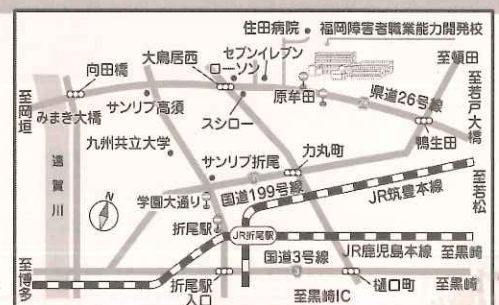 住田病院
福岡障害者職業能力開発校
大鳥居西
セブンイレブン
ローソン
至頓田
向田橋
サンリブ高須
原牟田
県道26号線
至若戸大橋
至岡垣
みまき大橋
スシロー
鴨生田
九州共立大学
サンリブ折尾
力丸町
遠賀川
N
学園大通り
国道199号線
JR筑豊本線
至若松
折尾駅
JR折尾駅
JR鹿児島本線
至黒崎
至博多
国道3号線
3
至黒崎
折尾駅
入口
至黒崎IC
樋口町